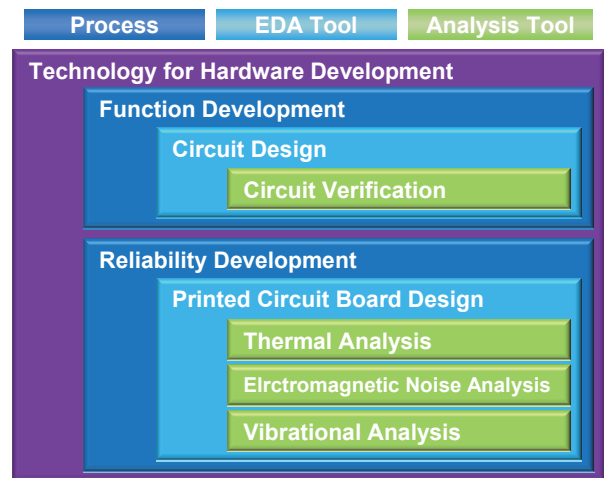 Process EDA Tool Analysis Tool
Technology for Hardware Development
Function Development
Circuit Design
Circuit Verification
Reliability Development
Printed Circuit Board Design
Thermal Analysis
Elrctromagnetic Noise Analysis
Vibrational Analysis